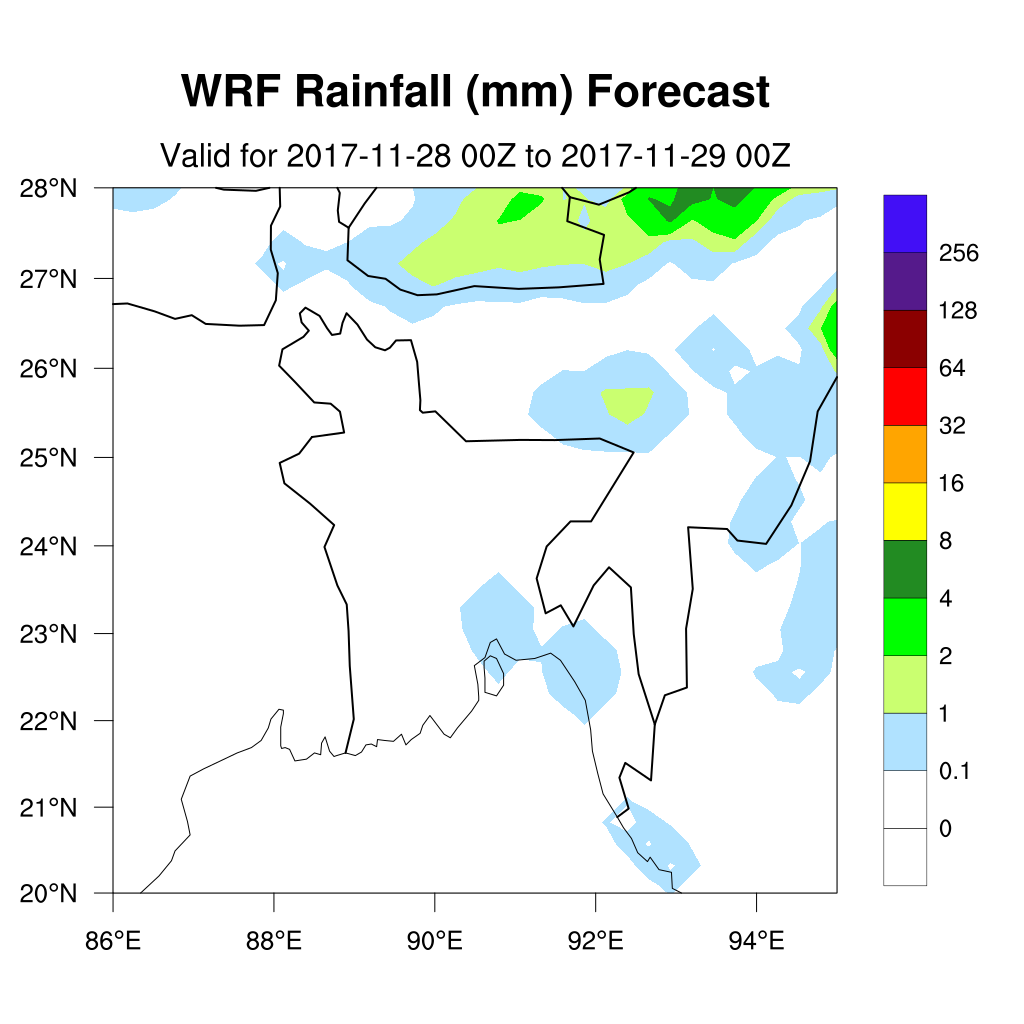 WRF Rainfall (mm) Forecast
Valid for 2017-11-28 00Z to 2017-11-29 00Z
28°N
27°N
26°N
25°N
24°N
23°N
22°N
21°N
20°N
86°E
88°E
90°E
92°E
94°E
256
128
64
32
16
8
4
2
1
0.1
0